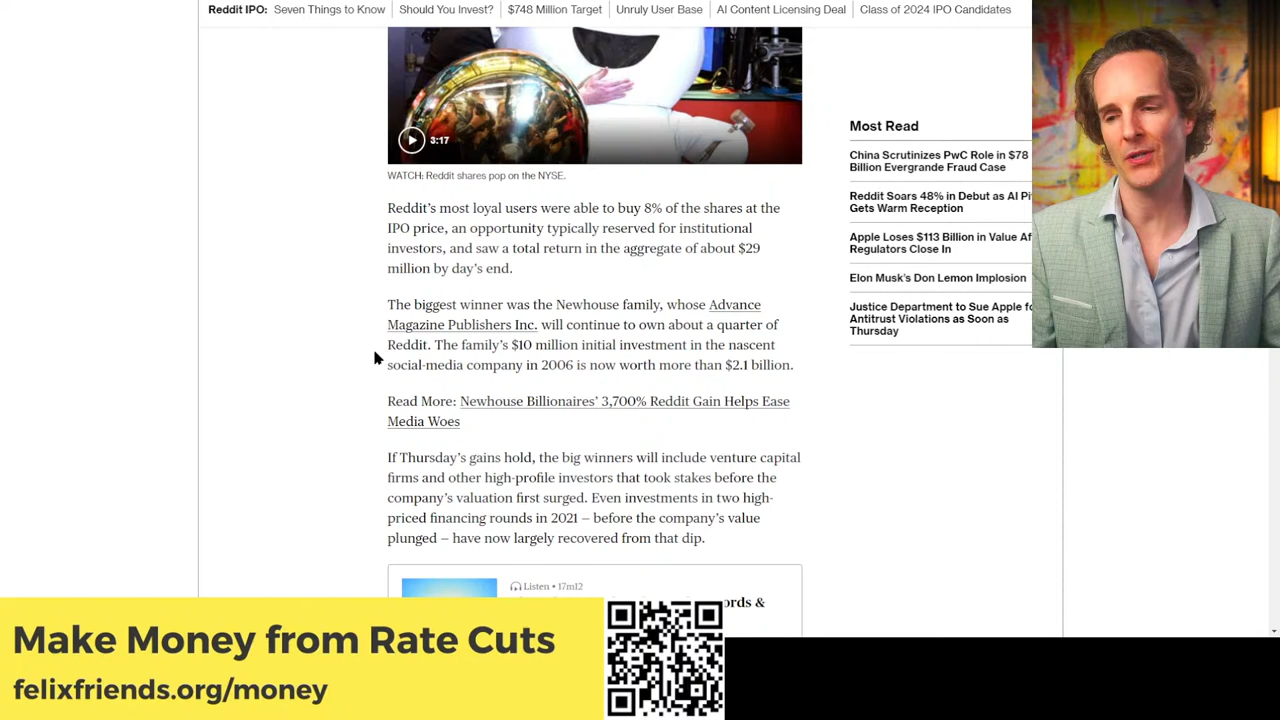 Reddit IPO: Seven Things to Know Should You Invest? $748 Million Target Unruly User Base AI Content Licensing Deal Class of 2024 IPO Candidates
3:17
WATCH: Reddit shares pop on the NYSE.
Reddit’s most loyal users were able to buy 8% of the shares at the
IPO price, an opportunity typically reserved for institutional
investors, and saw a total return in the aggregate of about $29
million by day’s end.
The biggest winner was the Newhouse family, whose Advance
Magazine Publishers Inc. will continue to own about a quarter of
Reddit. The family’s $10 million initial investment in the nascent
social-media company in 2006 is now worth more than $2.1 billion.
Read More: Newhouse Billionaires’ 3,700% Reddit Gain Helps Ease
Media Woes
If Thursday’s gains hold, the big winners will include venture capital
firms and other high-profile investors that took stakes before the
company’s valuation first surged. Even investments in two high-
priced financing rounds in 2021 – before the company’s value
plunged – have now largely recovered from that dip.
Listen • 17m12
&
Most Read
China Scrutinizes PwC Role in $78
Billion Evergrande Fraud Case
Reddit Soars 48% in Debut as AI
Gets Warm Reception
Apple Loses $113 Billion in Value
Regulators Close In
Elon Musk’s Don Lemon Implosion
Justice Department to Sue Apple
Antitrust Violations as Soon as
Thursday
Make Money from Rate Cuts
felixfriends.org/money